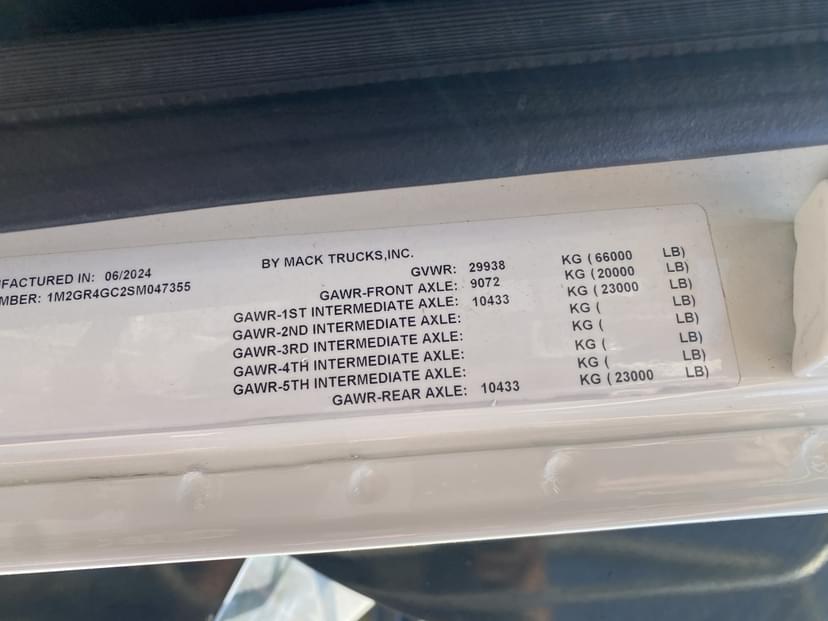 BY MACK TRUCKS,INC.
FACTURED IN: 06/2024
MBER: 1M2GR4GC2SM047355
GVWR: 29938 KG ( 66000 LB)
GAWR-FRONT AXLE: 9072 KG ( 20000 LB)
GAWR-1ST INTERMEDIATE AXLE: 10433 KG ( 23000 LB)
GAWR-2ND INTERMEDIATE AXLE: KG ( LB)
GAWR-3RD INTERMEDIATE AXLE: KG ( LB)
GAWR-4TH INTERMEDIATE AXLE: KG ( LB)
GAWR-5TH INTERMEDIATE AXLE: KG ( LB)
GAWR-REAR AXLE: 10433 KG ( 23000 LB)